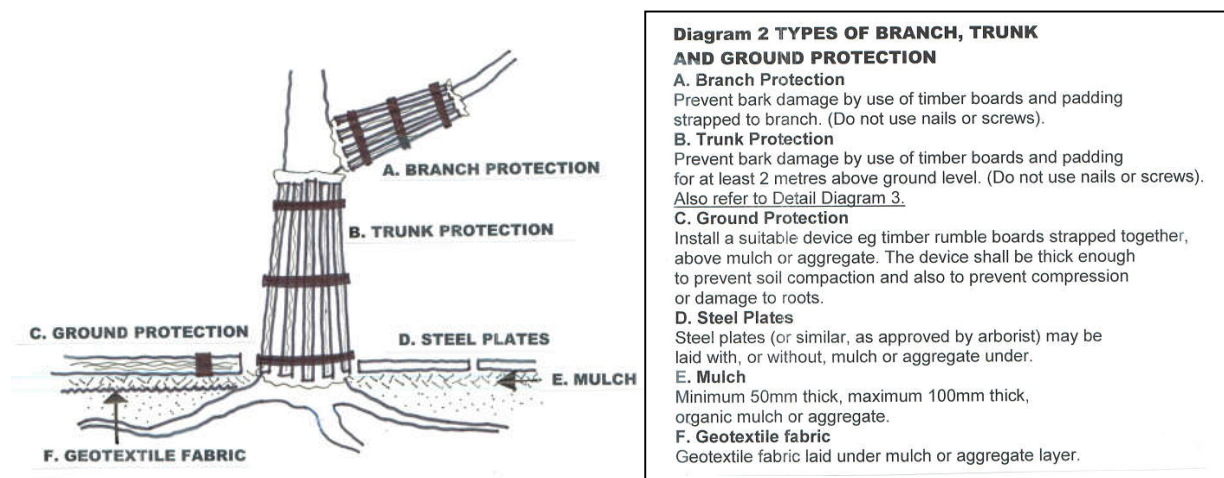 A. BRANCH PROTECTION
B. TRUNK PROTECTION
C. GROUND PROTECTION
D. STEEL PLATES
E. MULCH
F. GEOTEXTILE FABRIC
Diagram 2 TYPES OF BRANCH, TRUNK
AND GROUND PROTECTION
A. Branch Protection
Prevent bark damage by use of timber boards and padding
strapped to branch. (Do not use nails or screws).
B. Trunk Protection
Prevent bark damage by use of timber boards and padding
for at least 2 metres above ground level. (Do not use nails or screws).
Also refer to Detail Diagram 3.
C. Ground Protection
Install a suitable device eg timber rumble boards strapped together,
above mulch or aggregate. The device shall be thick enough
to prevent soil compaction and also to prevent compression
or damage to roots.
D. Steel Plates
Steel plates (or similar, as approved by arborist) may be
laid with, or without, mulch or aggregate under.
E. Mulch
Minimum 50mm thick, maximum 100mm thick,
organic mulch or aggregate.
F. Geotextile fabric
Geotextile fabric laid under mulch or aggregate layer.